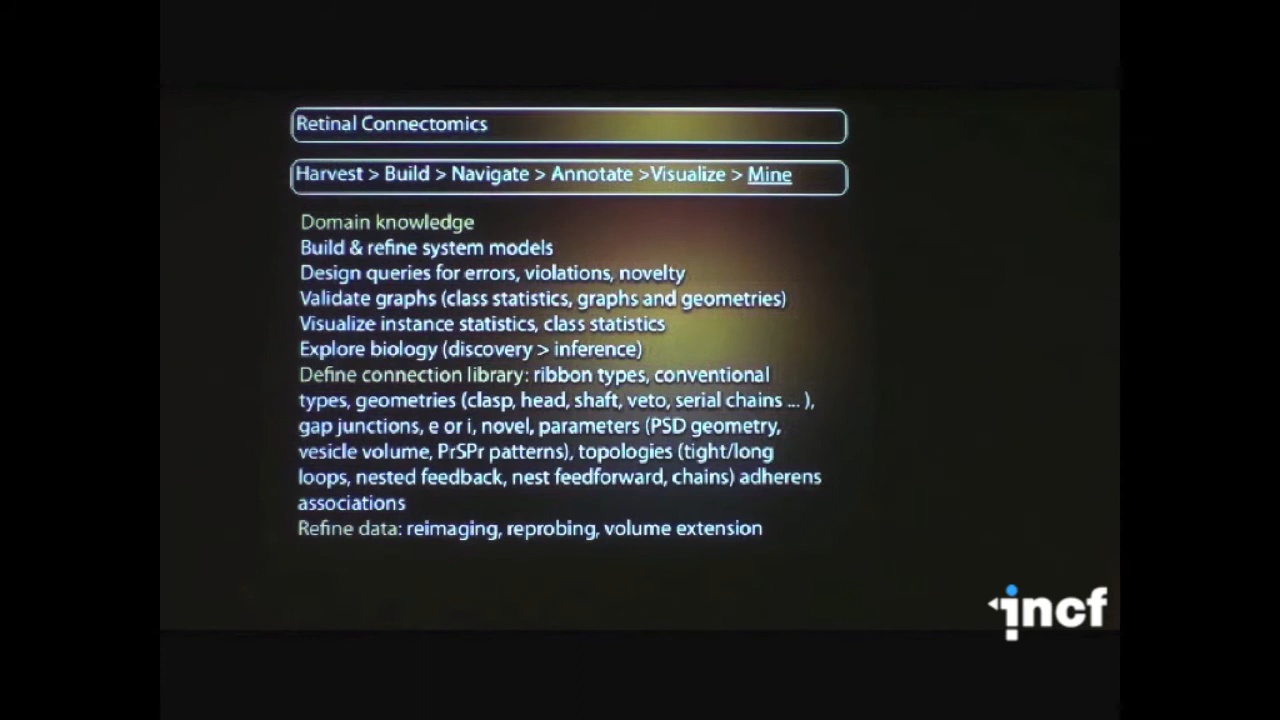 Retinal Connectomics
Harvest > Build > Navigate > Annotate >Visualize > Mine
Domain knowledge
Build & refine system models
Design queries for errors, violations, novelty
Validate graphs (class statistics, graphs and geometries)
Visualize instance statistics, class statistics
Explore biology (discovery > inference)
Define connection library: ribbon types, conventional
types, geometries (clasp, head, shaft, veto, serial chains ... ),
gap junctions, e or i, novel, parameters (PSD geometry,
vesicle volume, PrSPr patterns), topologies (tight/long
loops, nested feedback, nest feedforward, chains) adherens
associations
Refine data: reimaging, reprobing, volume extension
incf